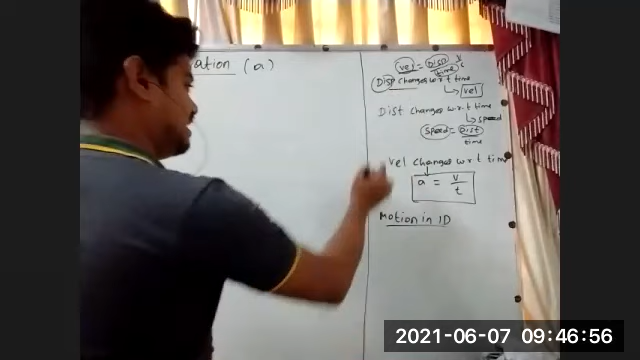 ation (a)
vel = Disp
time
Disp changes w.r.t time
vel
Dist changes w.r.t time
speed
speed = dist
time
vel changes w.r.t time
a = v
t
Motion in 1D
2021-06-07 09:46:56